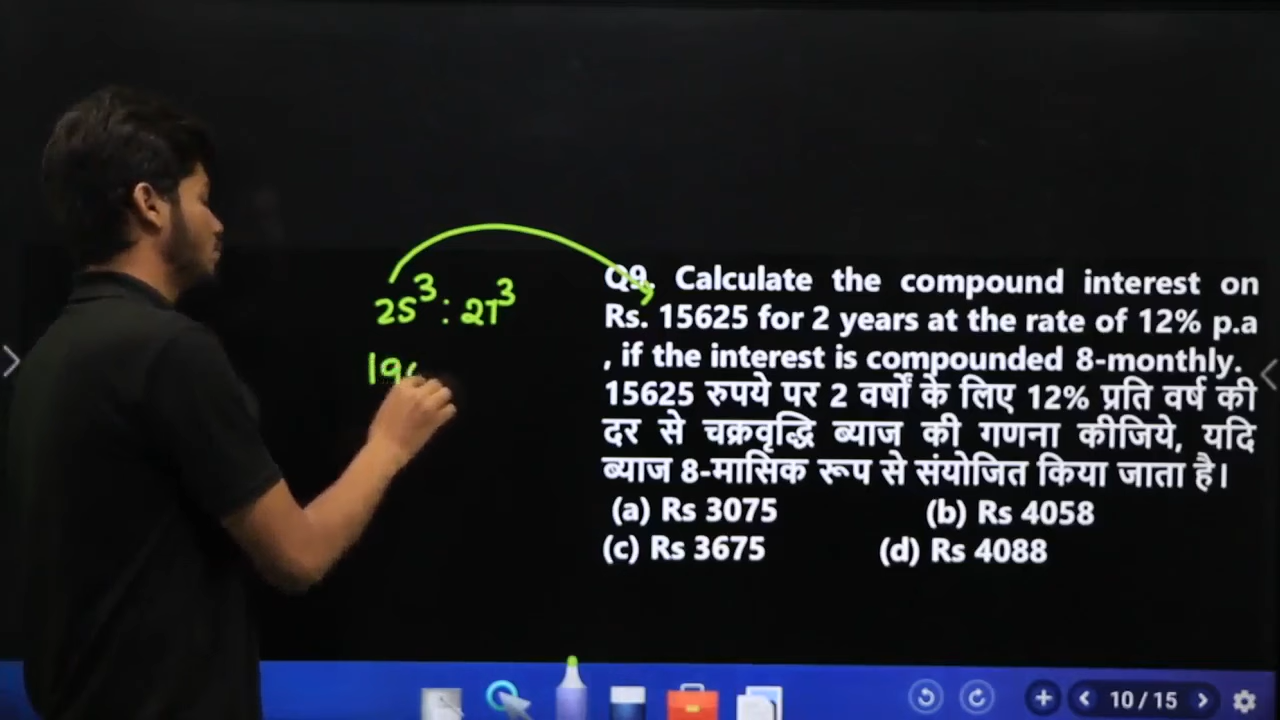 25³ : 27³
Q9. Calculate the compound interest on
Rs. 15625 for 2 years at the rate of 12% p.a
, if the interest is compounded 8-monthly.
15625 रुपये पर 2 वर्षों के लिए 12% प्रति वर्ष की
दर से चक्रवृद्धि ब्याज की गणना कीजिये, यदि
ब्याज 8-मासिक रूप से संयोजित किया जाता है।
(a) Rs 3075 (b) Rs 4058
(c) Rs 3675 (d) Rs 4088
10 / 15